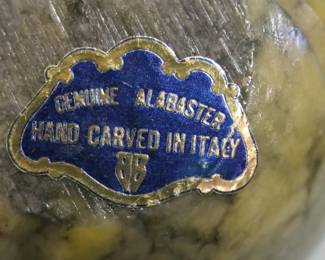 GENUINE ALABASTER
HAND CARVED IN ITALY